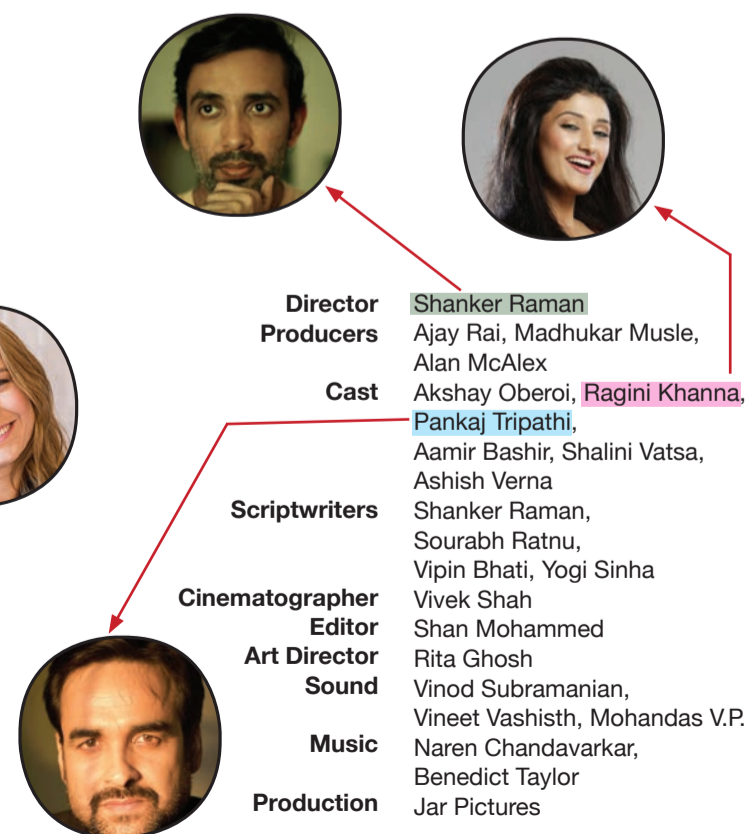 Director Shanker Raman
Producers Ajay Rai, Madhukar Musle,
Alan McAlex
Cast Akshay Oberoi, Ragini Khanna,
Pankaj Tripathi,
Aamir Bashir, Shalini Vatsa,
Ashish Verna
Scriptwriters Shanker Raman,
Sourabh Ratnu,
Vipin Bhati, Yogi Sinha
Cinematographer Vivek Shah
Editor Shan Mohammed
Art Director Rita Ghosh
Sound Vinod Subramanian,
Vineet Vashisth, Mohandas V.P.
Music Naren Chandavarkar,
Benedict Taylor
Production Jar Pictures